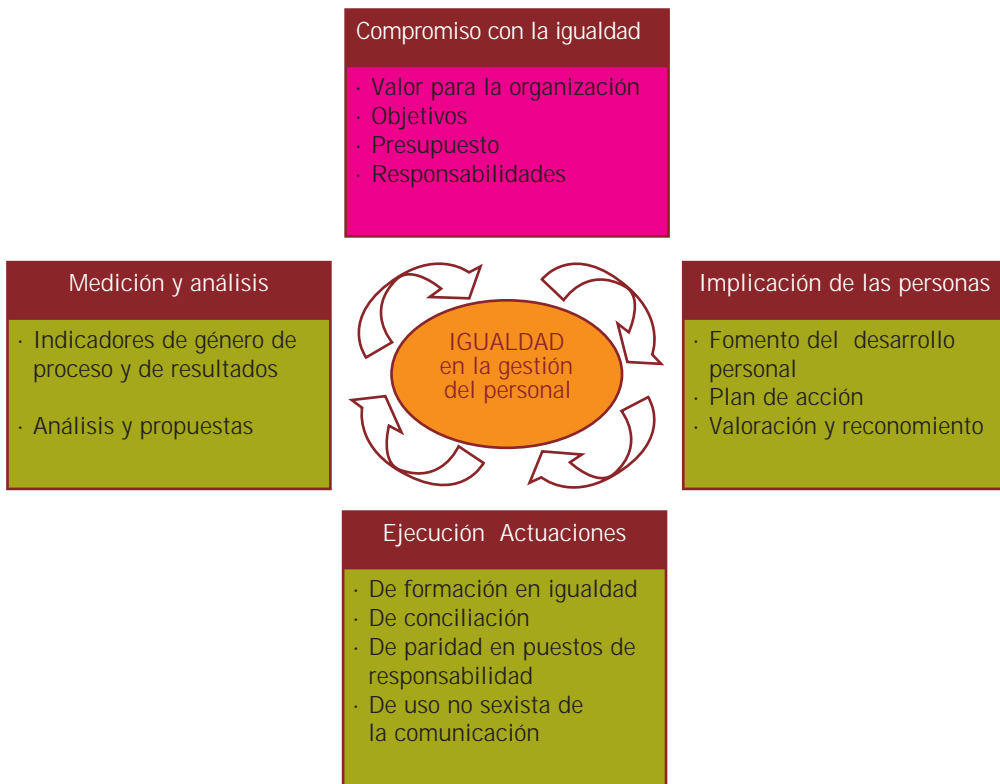 Compromiso con la igualdad
· Valor para la organización
· Objetivos
· Presupuesto
· Responsabilidades
Medición y análisis
· Indicadores de género de
proceso y de resultados
· Análisis y propuestas
IGUALDAD
en la gestión
del personal
Implicación de las personas
· Fomento del desarrollo
personal
· Plan de acción
· Valoración y reconomiento
Ejecución Actuaciones
· De formación en igualdad
· De conciliación
· De paridad en puestos de
responsabilidad
· De uso no sexista de
la comunicación